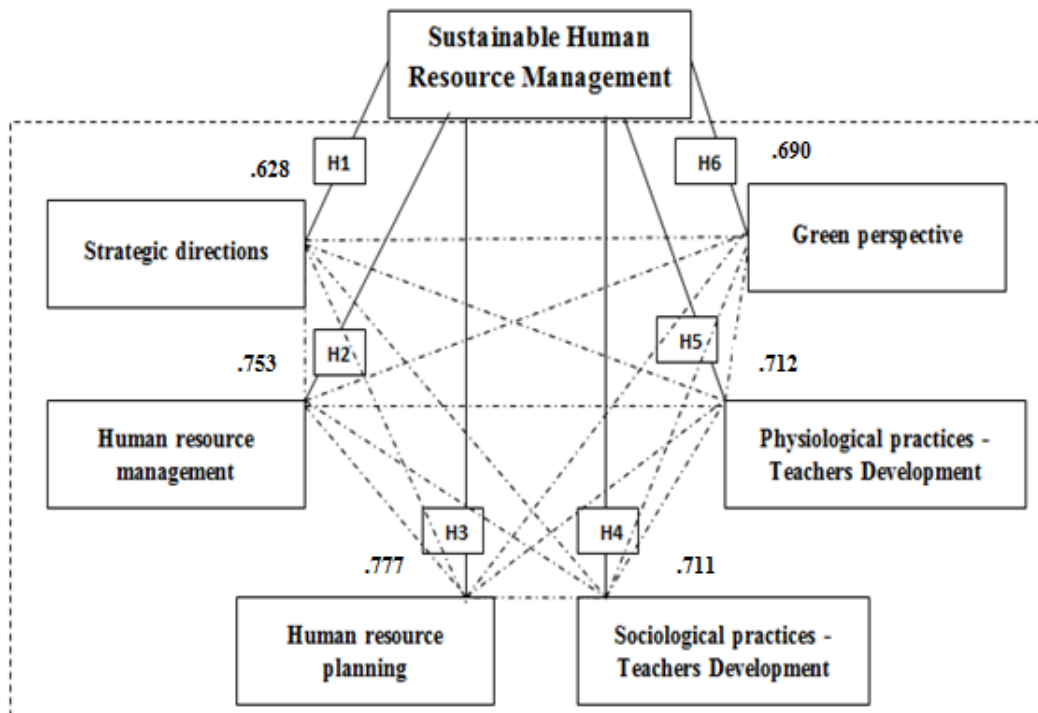 Sustainable Human
Resource Management
H1
H6
.628
.690
Strategic directions
Green perspective
H2
H5
.753
.712
Human resource
management
Physiological practices -
Teachers Development
H3
H4
.777
.711
Human resource
planning
Sociological practices -
Teachers Development